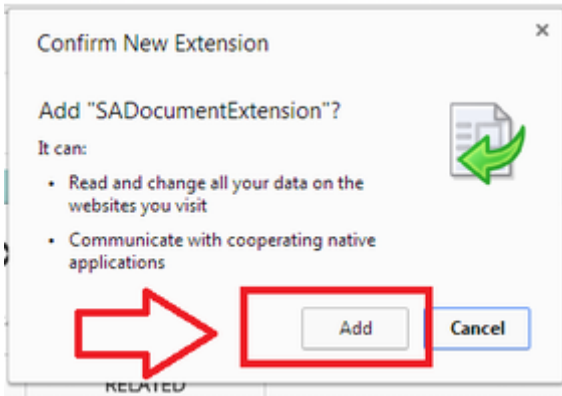 Confirm New Extension
Add "SADocumentExtension"?
It can:
• Read and change all your data on the
websites you visit
• Communicate with cooperating native
applications
Add Cancel
RELATED